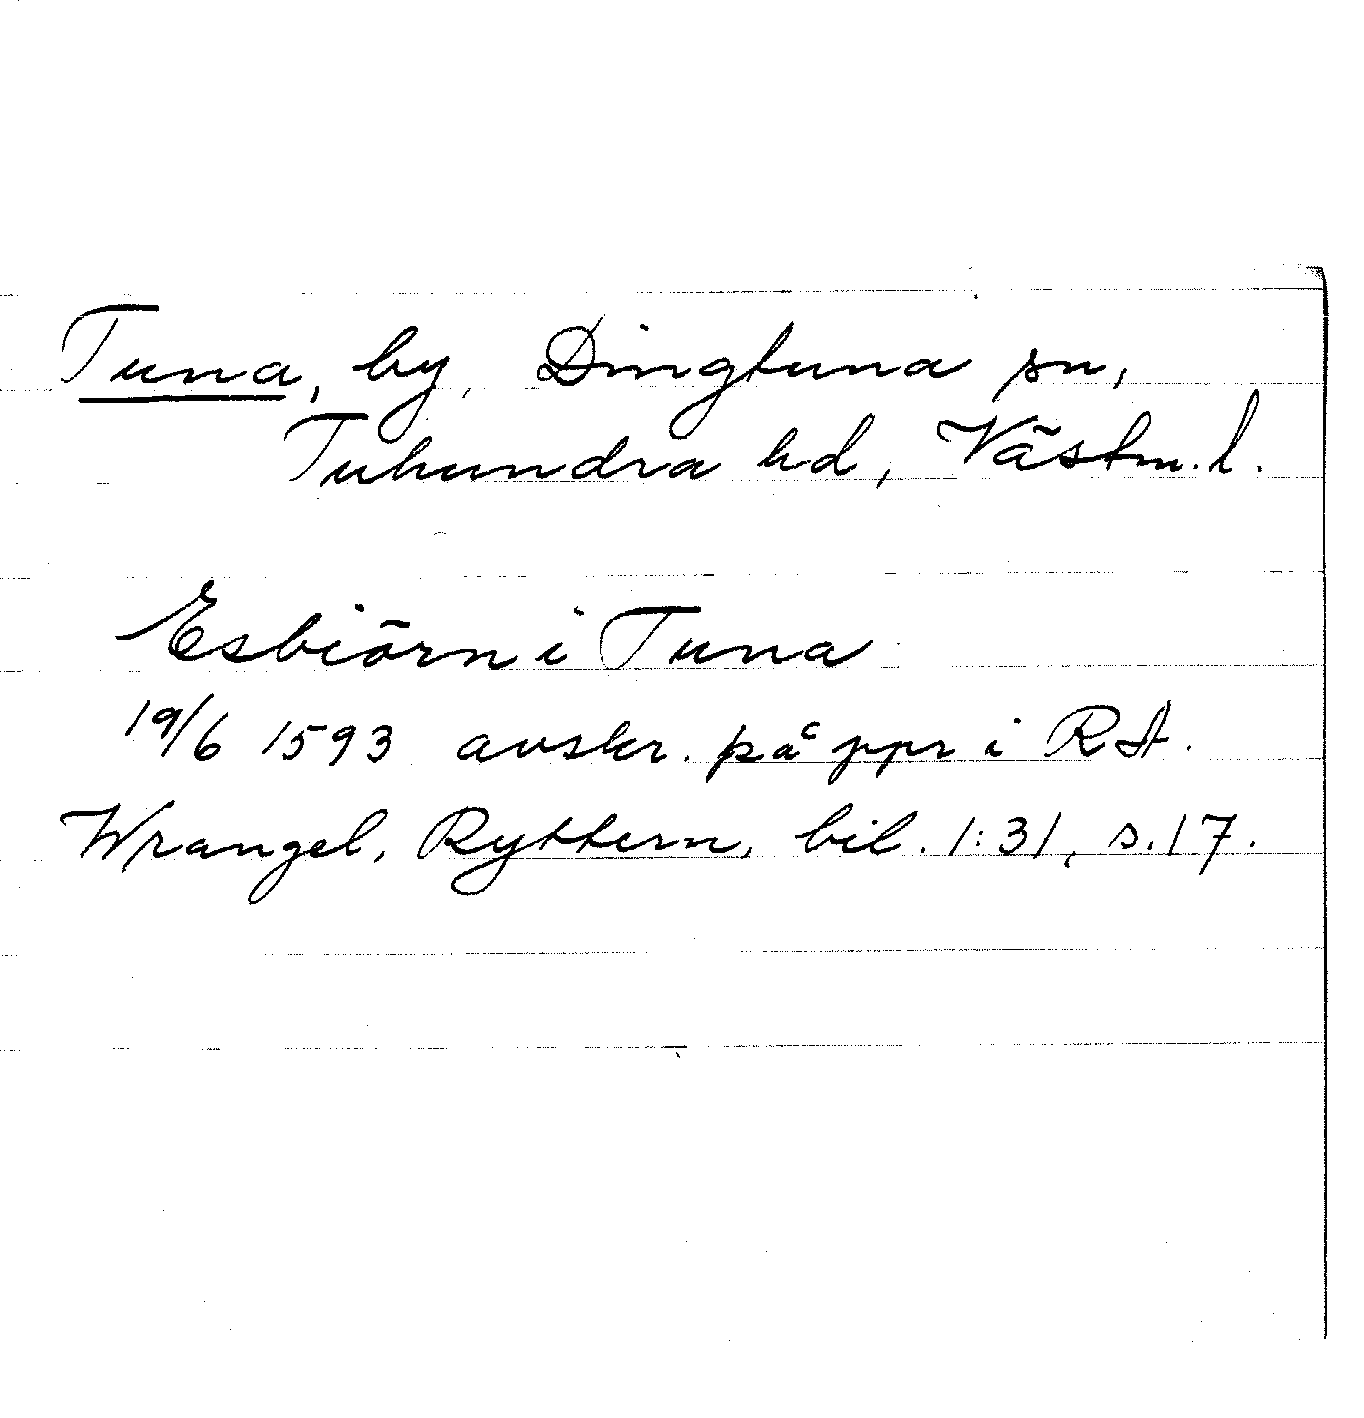 Tuna, by, Dingtuna sn,
Tuhundra hd, Västm. l.
Esbiörn i Tuna
19/6 1593 avskr. på ppr i RA.
Wrangel, Ryttern, bil. 1:31, s. 17.